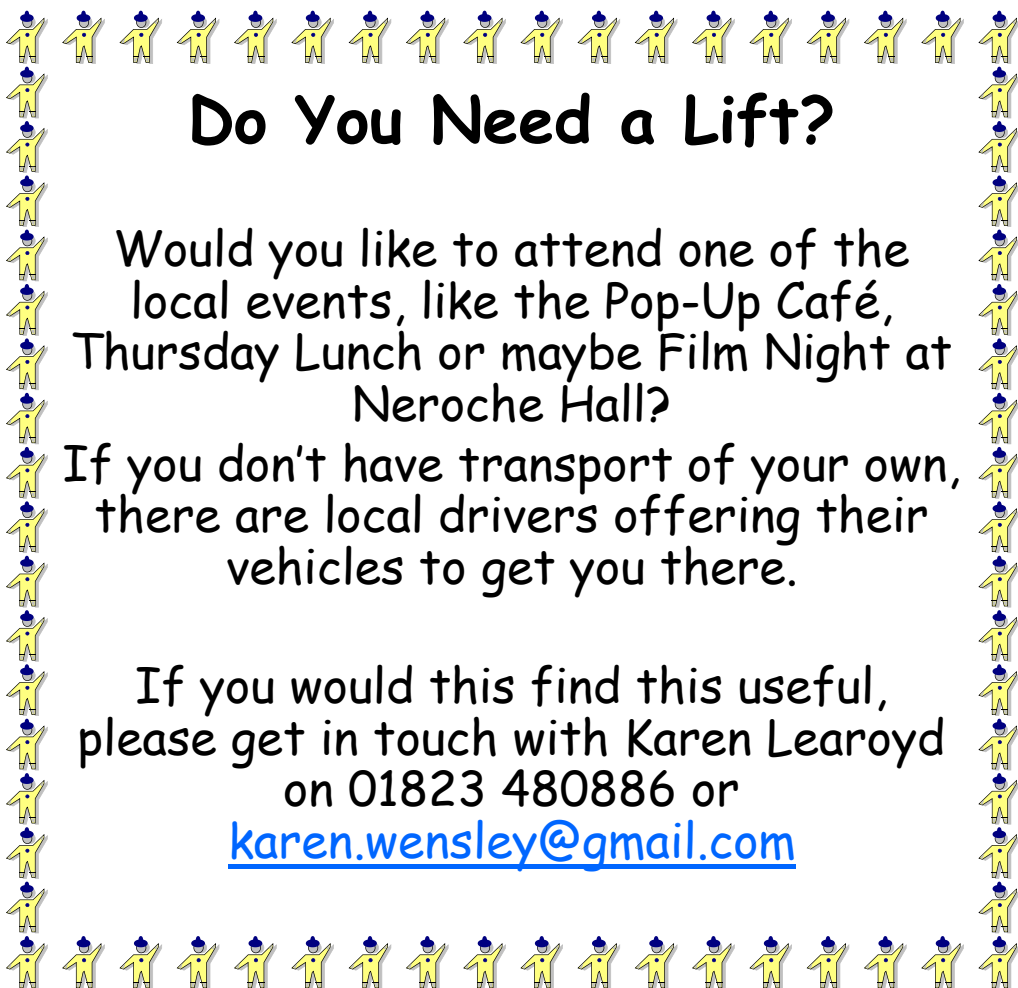 Do You Need a Lift?
Would you like to attend one of the
local events, like the Pop-Up Café,
Thursday Lunch or maybe Film Night at
Neroche Hall?
If you don’t have transport of your own,
there are local drivers offering their
vehicles to get you there.
If you would this find this useful,
please get in touch with Karen Learoyd
on 01823 480886 or
karen.wensley@gmail.com